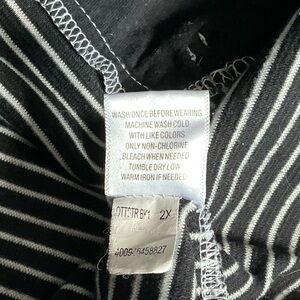 WASH ONCE BEFORE WEARING
MACHINE WASH COLD
WITH LIKE COLORS
ONLY NON-CHLORINE
BLEACH WHEN NEEDED
TUMBLE DRY LOW
WARM IRON IF NEEDED
2X